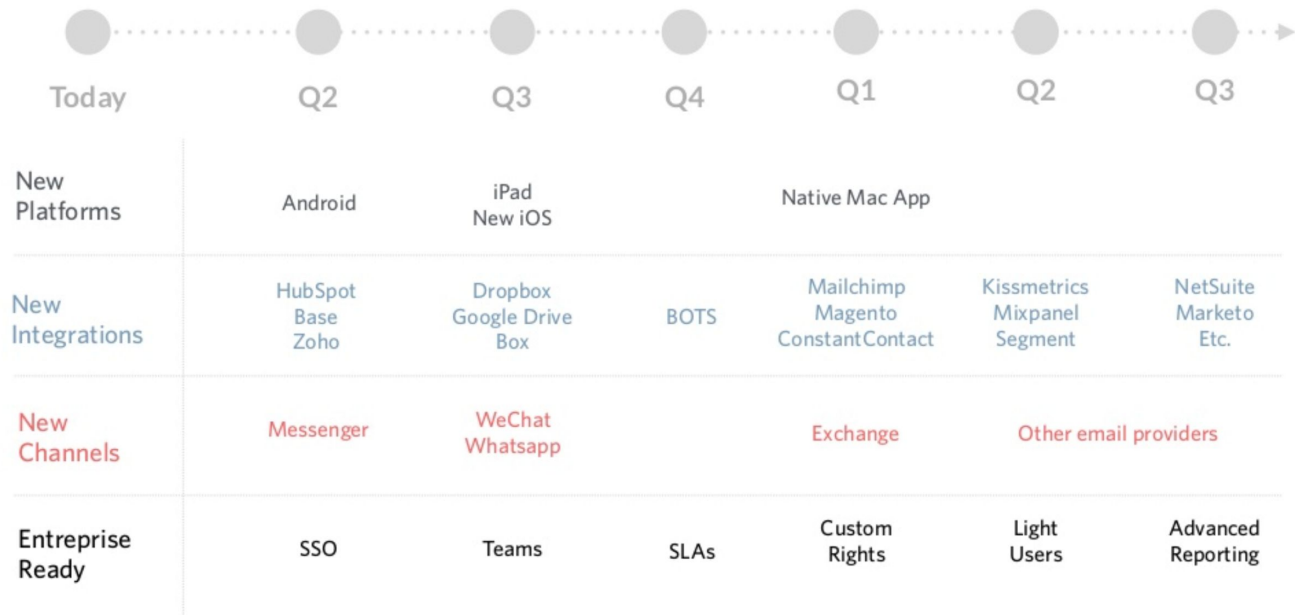 Today Q2 Q3 Q4 Q1 Q2 Q3
New
Platforms
Android
iPad
New iOS
Native Mac App
New
Integrations
HubSpot
Base
Zoho
Dropbox
Google Drive
Box
BOTS
Mailchimp
Magento
ConstantContact
Kissmetrics
Mixpanel
Segment
NetSuite
Marketo
Etc.
New
Channels
Messenger
WeChat
Whatsapp
Exchange
Other email providers
Entreprise
Ready
SSO
Teams
SLAs
Custom
Rights
Light
Users
Advanced
Reporting